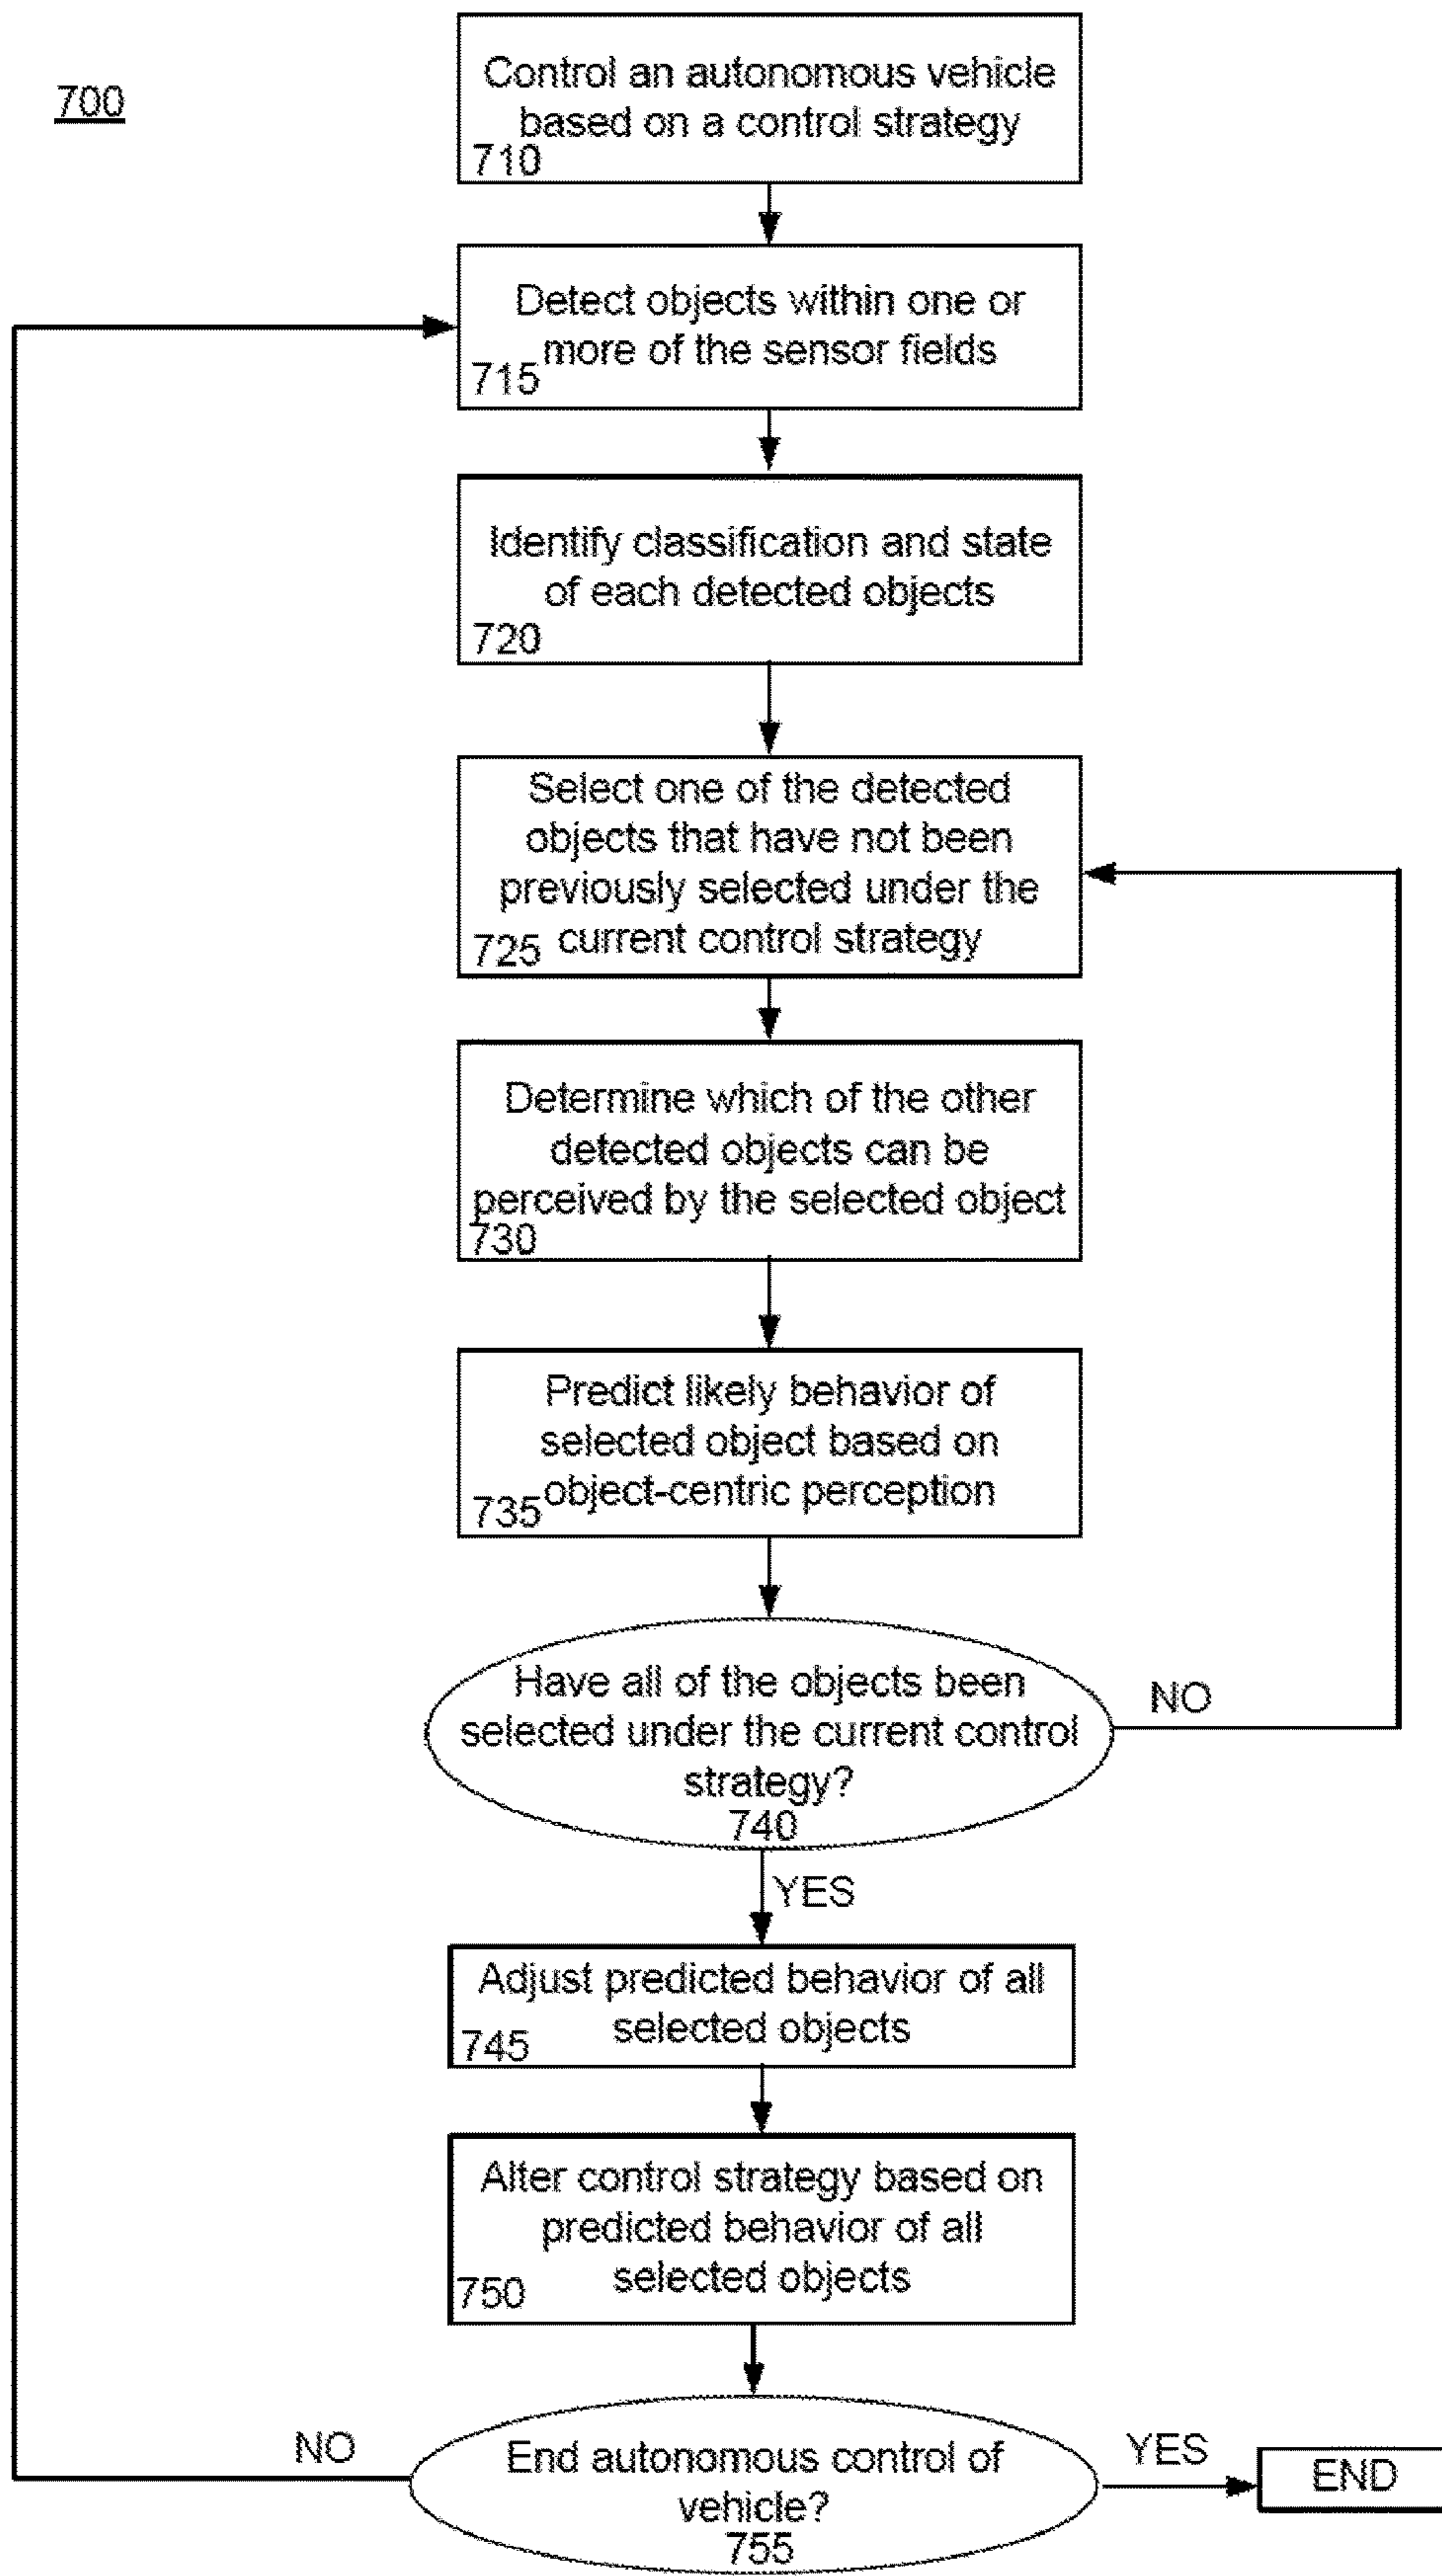 700
Control an autonomous vehicle
based on a control strategy
710
Detect objects within one or
more of the sensor fields
715
Identify classification and state
of each detected objects
720
Select one of the detected
objects that have not been
previously selected under the
current control strategy
725
Determine which of the other
detected objects can be
perceived by the selected object
730
Predict likely behavior of
selected object based on
object-centric perception
735
Have all of the objects been
selected under the current control
strategy?
740
NO
YES
Adjust predicted behavior of all
selected objects
745
Alter control strategy based on
predicted behavior of all
selected objects
750
NO
End autonomous control of
vehicle?
755
YES
END